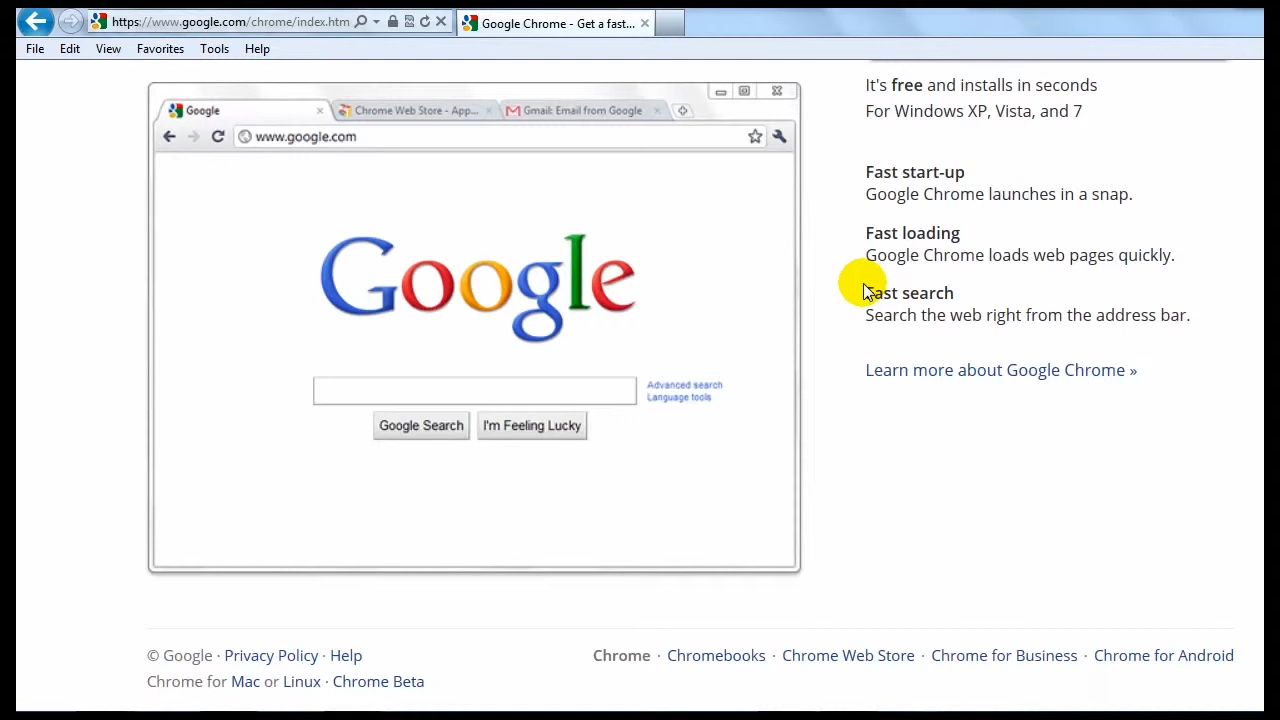 https://www.google.com/chrome/index.htm
Google Chrome - Get a fast...
File Edit View Favorites Tools Help
Google
Chrome Web Store - App...
Gmail: Email from Google
www.google.com
Google
Advanced search
Language tools
Google Search
I'm Feeling Lucky
It's free and installs in seconds
For Windows XP, Vista, and 7
Fast start-up
Google Chrome launches in a snap.
Fast loading
Google Chrome loads web pages quickly.
Fast search
Search the web right from the address bar.
Learn more about Google Chrome »
© Google · Privacy Policy · Help
Chrome for Mac or Linux · Chrome Beta
Chrome · Chromebooks · Chrome Web Store · Chrome for Business · Chrome for Android